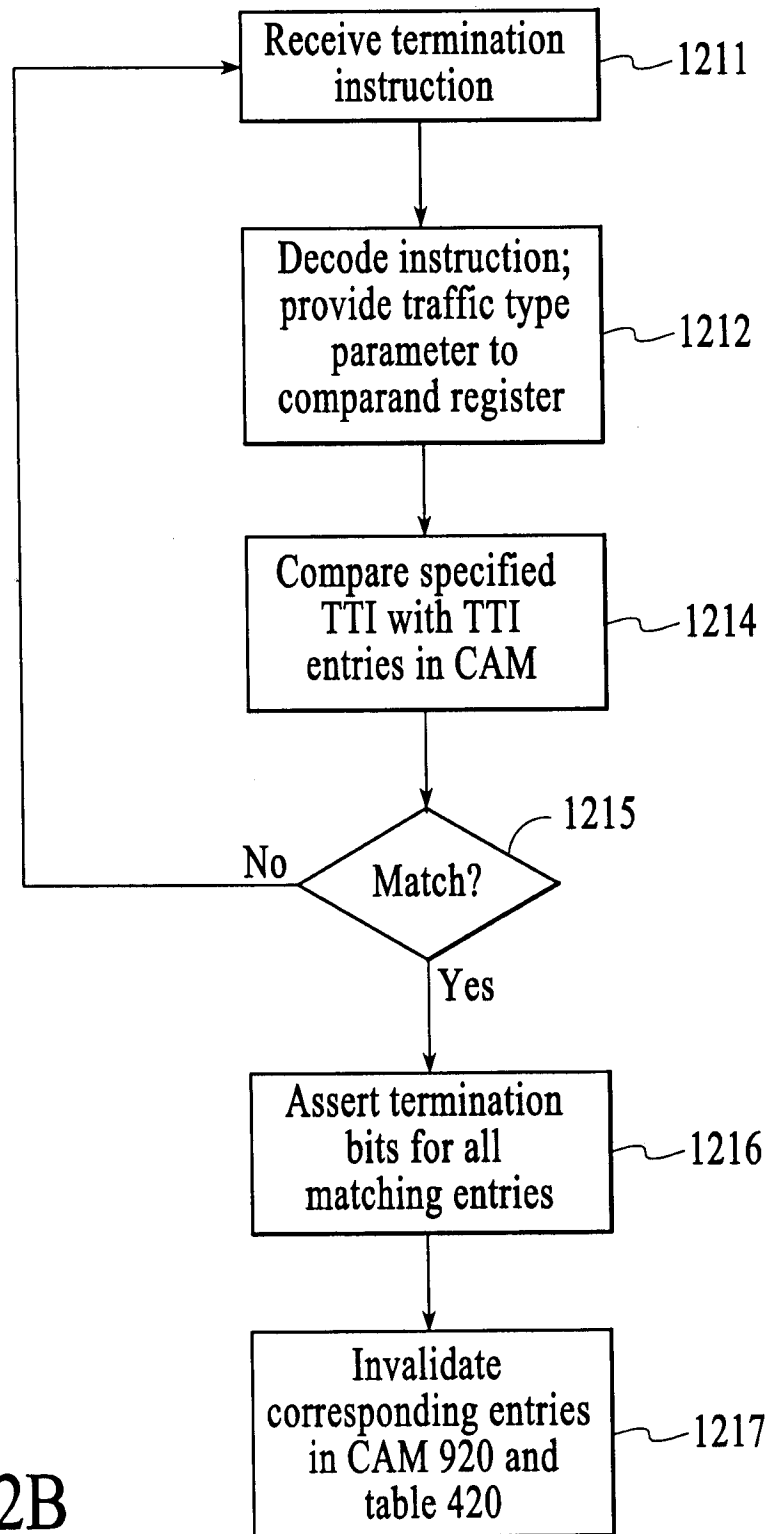 Receive termination
instruction
1211
Decode instruction;
provide traffic type
parameter to
comparand register
1212
Compare specified
TTI with TTI
entries in CAM
1214
1215
Match?
No
Yes
Assert termination
bits for all
matching entries
1216
Invalidate
corresponding entries
in CAM 920 and
table 420
1217
2B